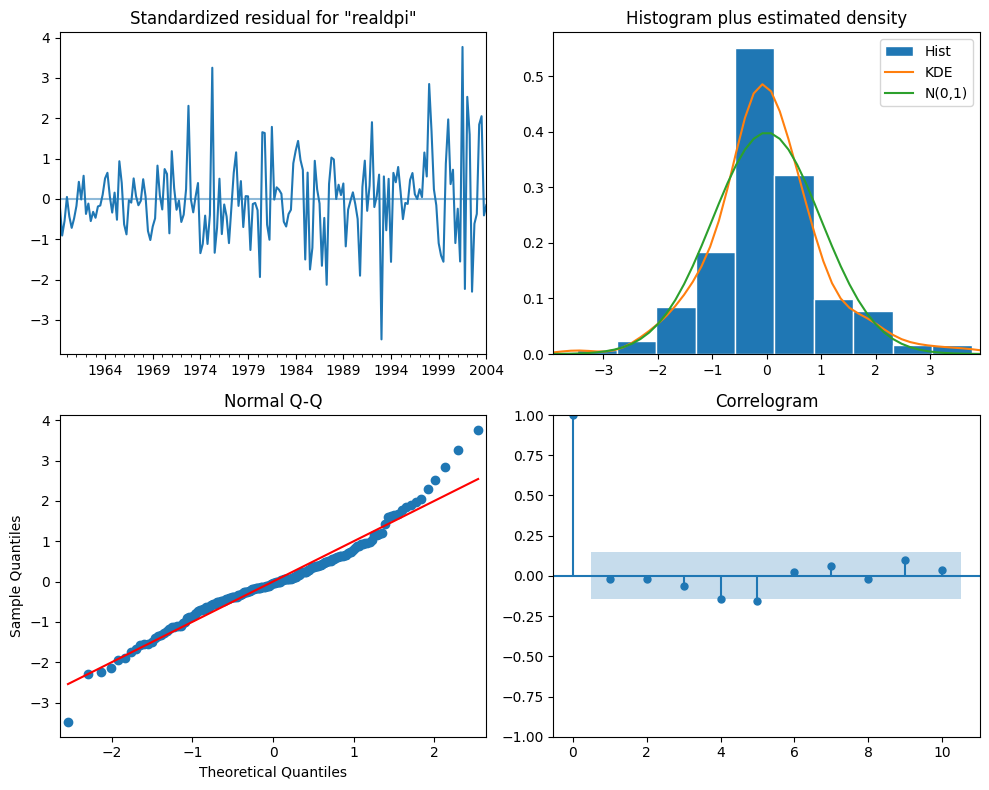 Standardized residual for "realdpi"
4
3
2
1
0
−1
−2
−3
1964 1969 1974 1979 1984 1989 1994 1999 2004
Histogram plus estimated density
Hist
KDE
N(0,1)
0.5
0.4
0.3
0.2
0.1
0.0
−3 −2 −1 0 1 2 3
Normal Q-Q
Sample Quantiles
4
3
2
1
0
−1
−2
−3
−2 −1 0 1 2
Theoretical Quantiles
Correlogram
1.00
0.75
0.50
0.25
0.00
−0.25
−0.50
−0.75
−1.00
0 2 4 6 8 10